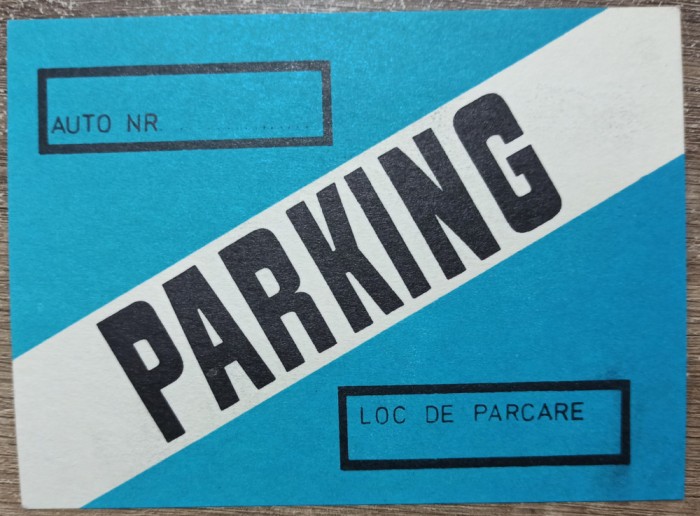 AUTO NR.
PARKING
LOC DE PARCARE